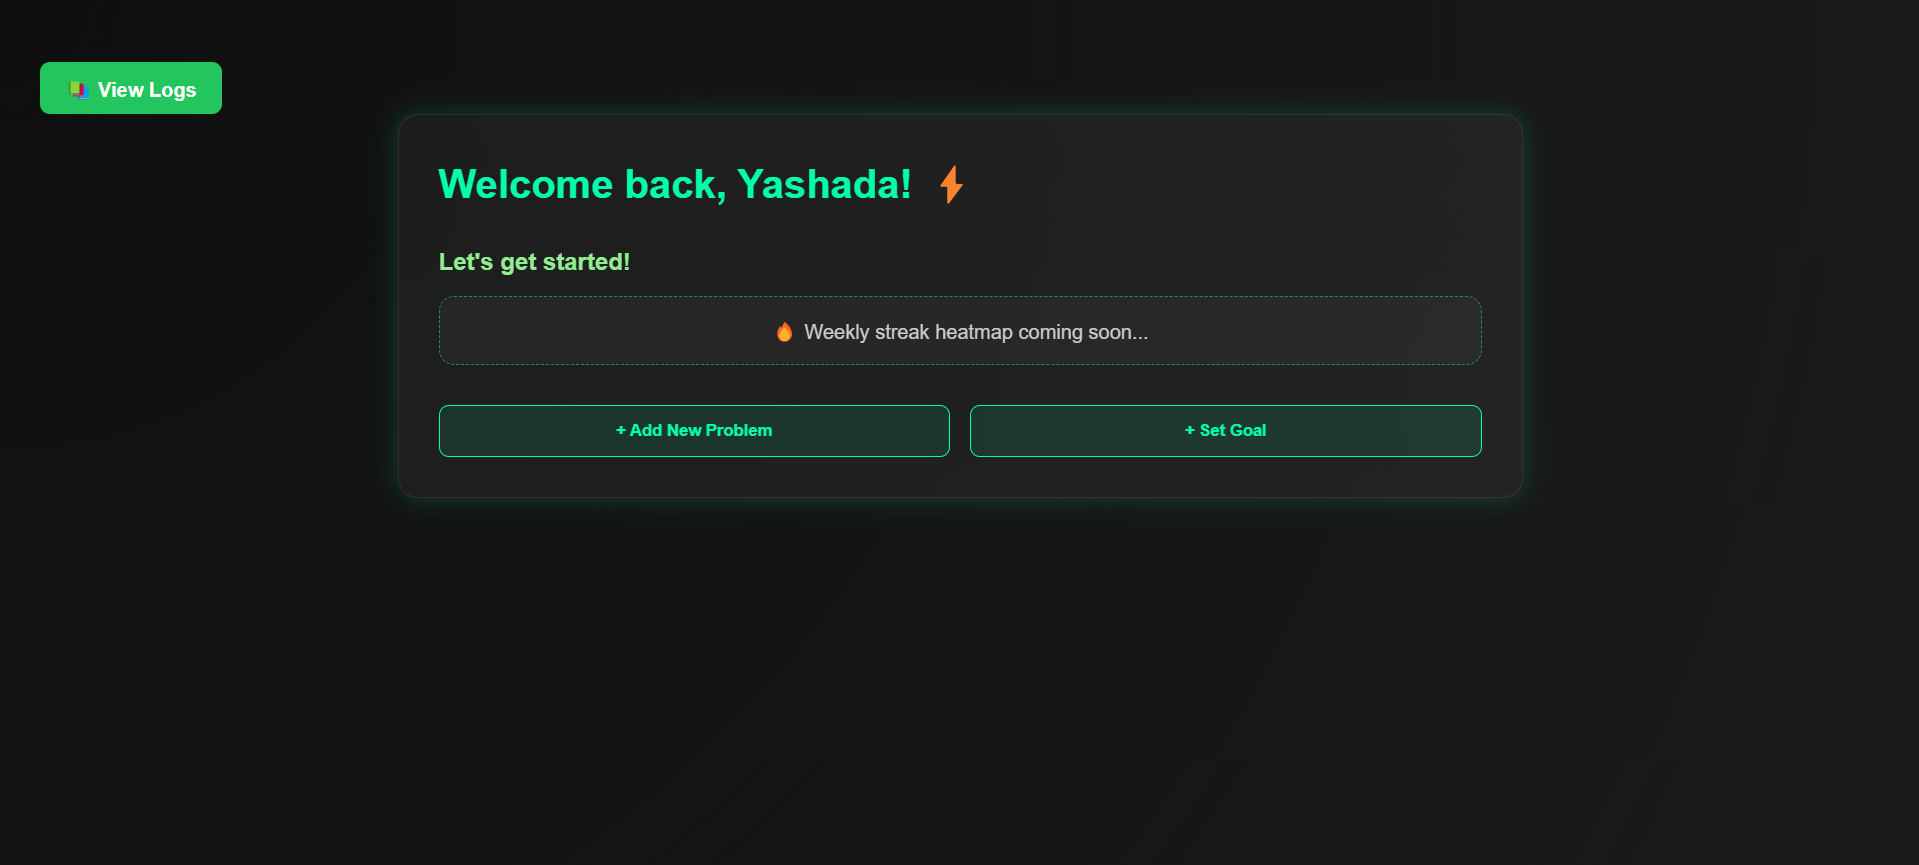 📚 View Logs
Welcome back, Yashada! ⚡
Let's get started!
🔥 Weekly streak heatmap coming soon...
+ Add New Problem
+ Set Goal